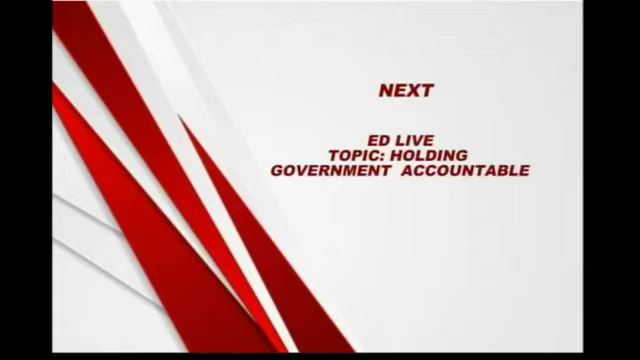 NEXT
ED LIVE
TOPIC: HOLDING
GOVERNMENT ACCOUNTABLE